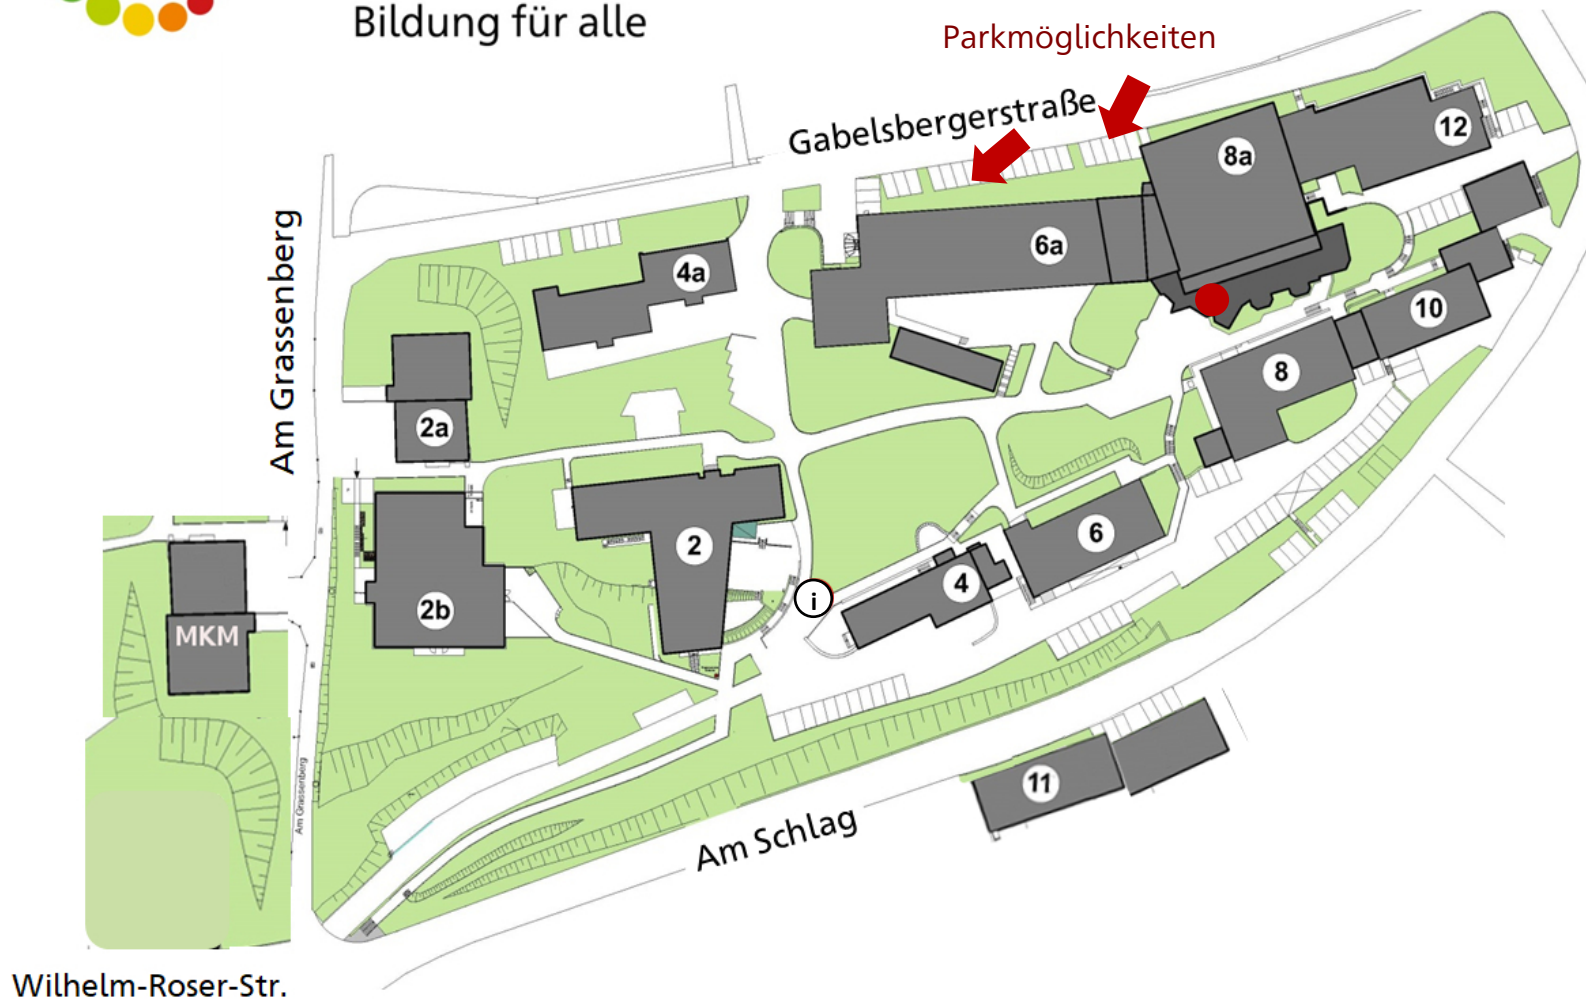 Bildung für alle
Parkmöglichkeiten
Gabelsbergerstraße
12
8a
6a
4a
Am Grassenberg
10
8
2a
6
2
i
4
2b
MKM
11
Am Grassenberg
Am Schlag
Wilhelm-Roser-Str.